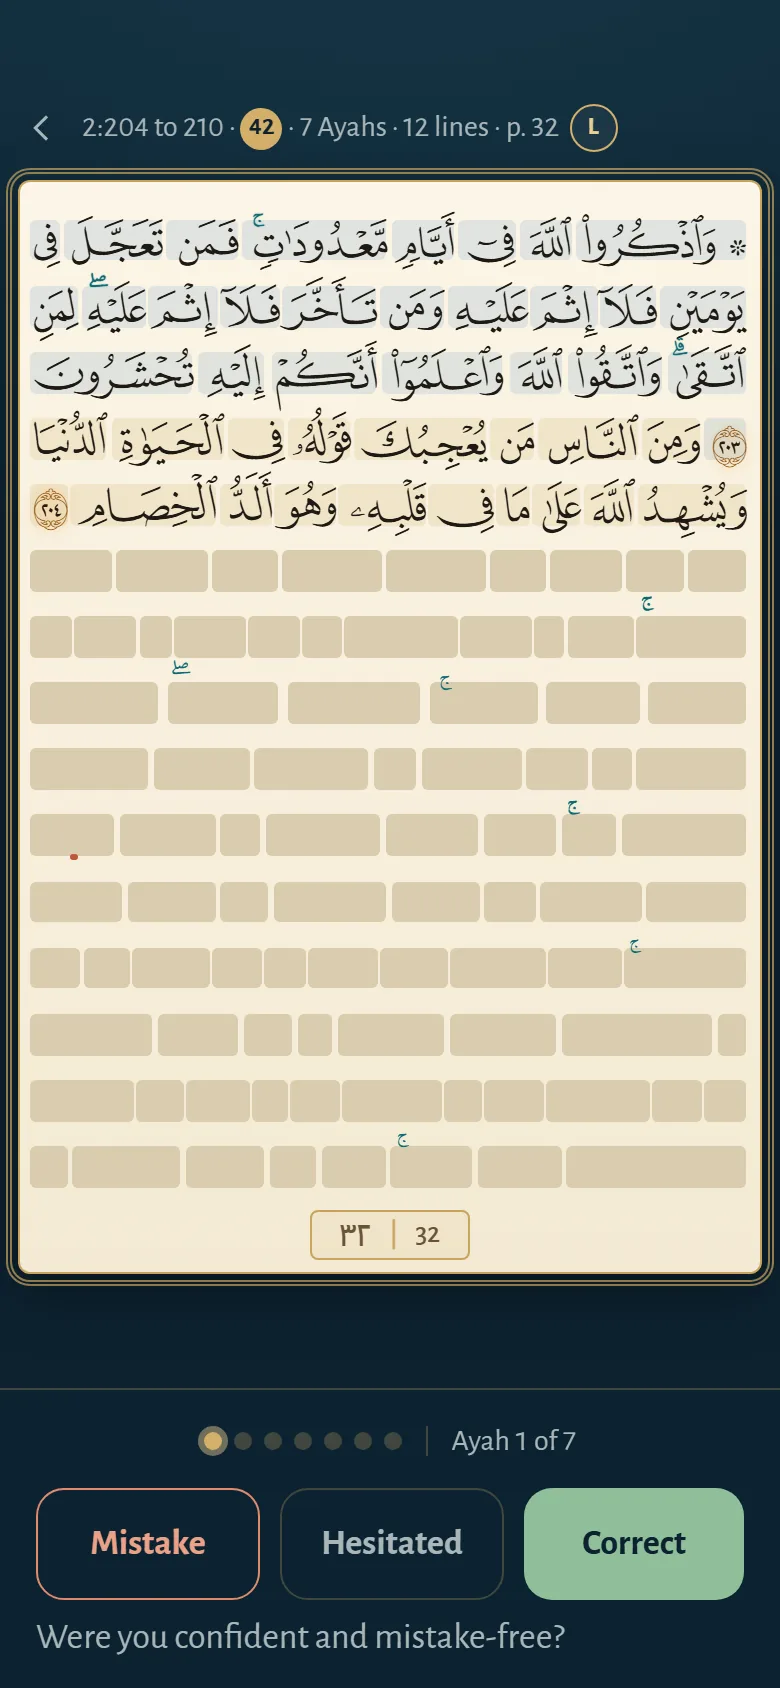 2:204 to 210 · 42 · 7 Ayahs · 12 lines · p. 32 L
۞ وَٱذْكُرُوا۟ ٱللَّهَ فِىٓ أَيَّامٍ مَّعْدُودَٰتٍ ۚ فَمَن تَعَجَّلَ فِى
يَوْمَيْنِ فَلَآ إِثْمَ عَلَيْهِ وَمَن تَأَخَّرَ فَلَآ إِثْمَ عَلَيْهِ ۖ لِمَنِ
ٱتَّقَىٰ ۗ وَٱتَّقُوا۟ ٱللَّهَ وَٱعْلَمُوٓا۟ أَنَّكُمْ إِلَيْهِ تُحْشَرُونَ
٢٠٣ وَمِنَ ٱلنَّاسِ مَن يُعْجِبُكَ قَوْلُهُۥ فِى ٱلْحَيَوٰةِ ٱلدُّنْيَا
وَيُشْهِدُ ٱللَّهَ عَلَىٰ مَا فِى قَلْبِهِۦ وَهُوَ أَلَدُّ ٱلْخِصَامِ ٢٠٤
ۚ
ۖ ۚ
ۚ
ۚ
ۚ
٣٢ | 32
Ayah 1 of 7
Mistake Hesitated Correct
Were you confident and mistake-free?